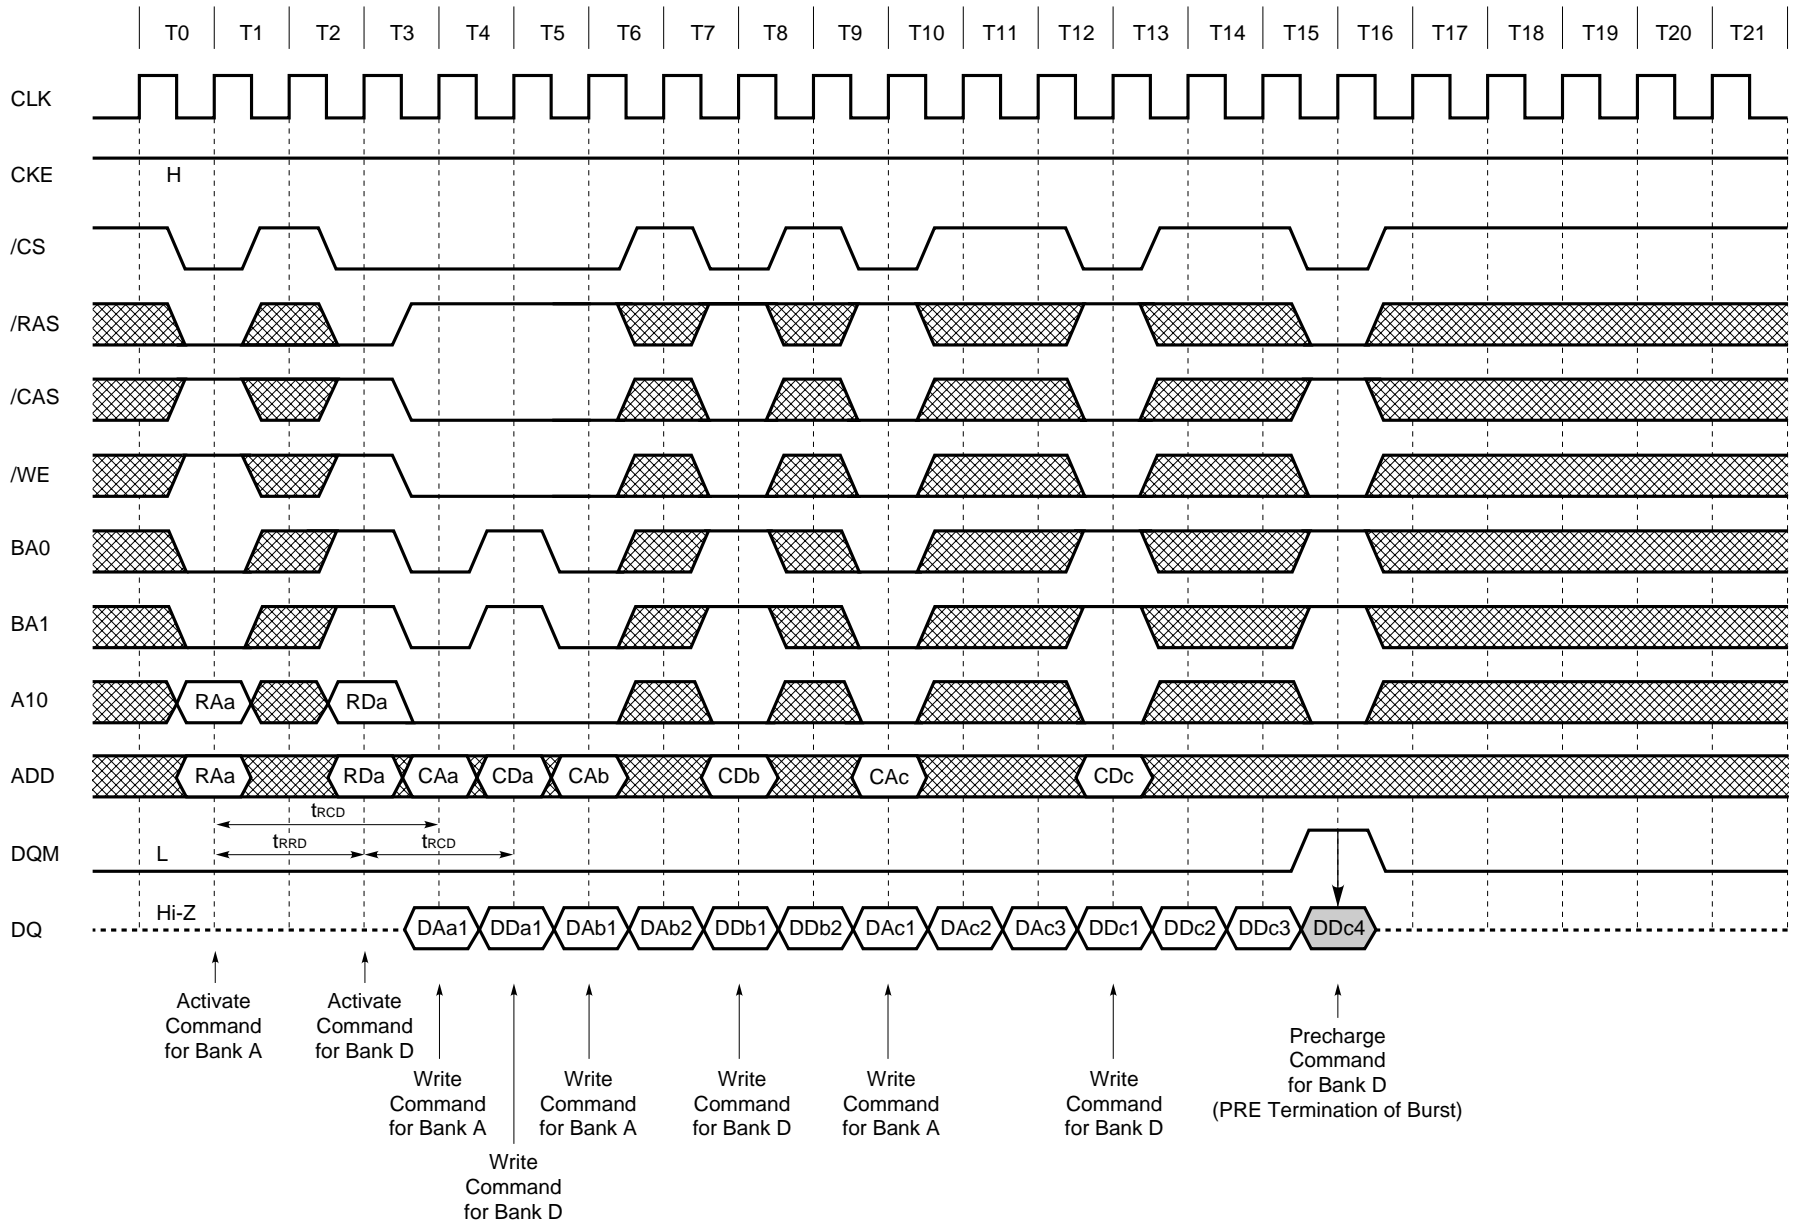 T0 T1 T2 T3 T4 T5 T6 T7 T8 T9 T10 T11 T12 T13 T14 T15 T16 T17 T18 T19 T20 T21
CLK
CKE H
/CS
/RAS
/CAS
/WE
BA0
BA1
A10 RAa RDa
ADD RAa RDa CAa CDa CAb CDb CAc CDc
tRCD
DQM L tRRD tRCD
Hi-Z
DQ DAa1 DDa1 DAb1 DAb2 DDb1 DDb2 DAc1 DAc2 DAc3 DDc1 DDc2 DDc3 DDc4
Activate
Command
for Bank A
Activate
Command
for Bank D
Write
Command
for Bank A
Write
Command
for Bank D
Write
Command
for Bank A
Write
Command
for Bank D
Write
Command
for Bank A
Write
Command
for Bank D
Precharge
Command
for Bank D
(PRE Termination of Burst)